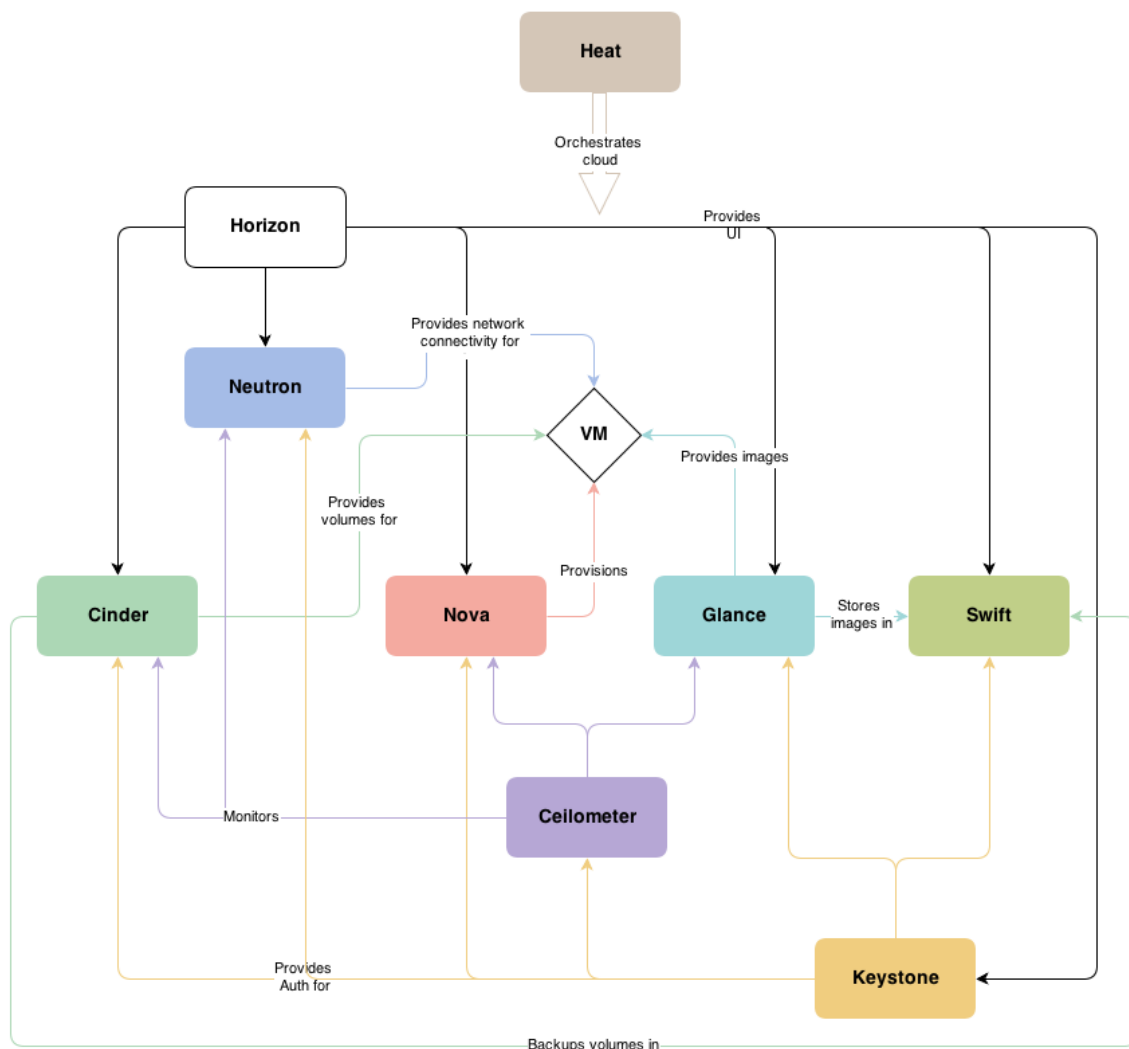 Heat
Orchestrates
cloud
Horizon
Provides
UI
Provides network
connectivity for
Neutron
VM
Provides images
Provides
volumes for
Provisions
Cinder
Nova
Glance
Stores
images in
Swift
Monitors
Ceilometer
Provides
Auth for
Keystone
Backups volumes in